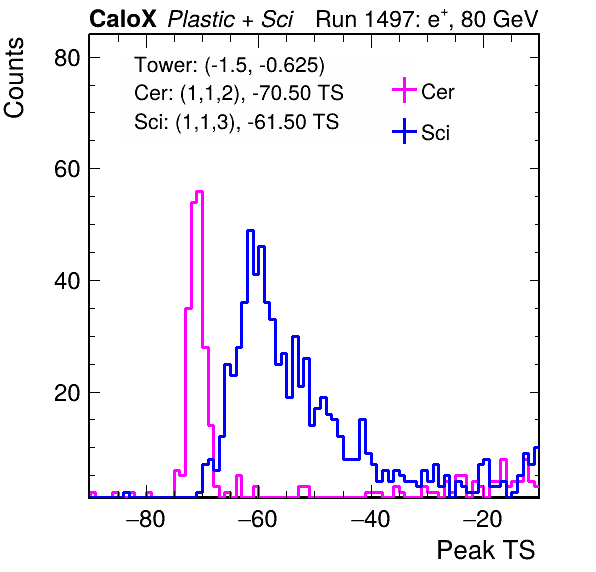 CaloX Plastic + Sci Run 1497: e+, 80 GeV
Counts
80
60
40
20
Tower: (-1.5, -0.625)
Cer: (1,1,2), -70.50 TS
Sci: (1,1,3), -61.50 TS
Cer
Sci
−80 −60 −40 −20
Peak TS